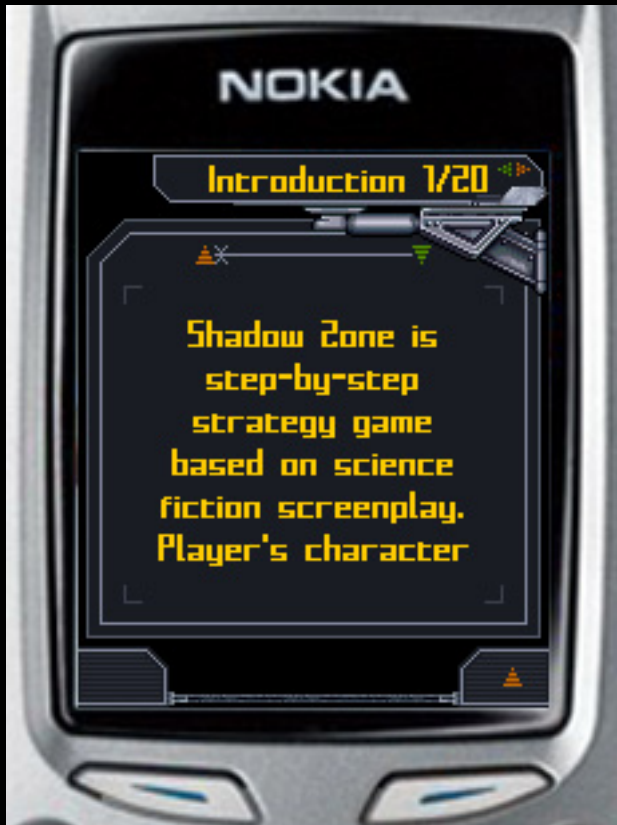 NOKIA
Introduction 1/20
Shadow Zone is
step-by-step
strategy game
based on science
fiction screenplay.
Player's character